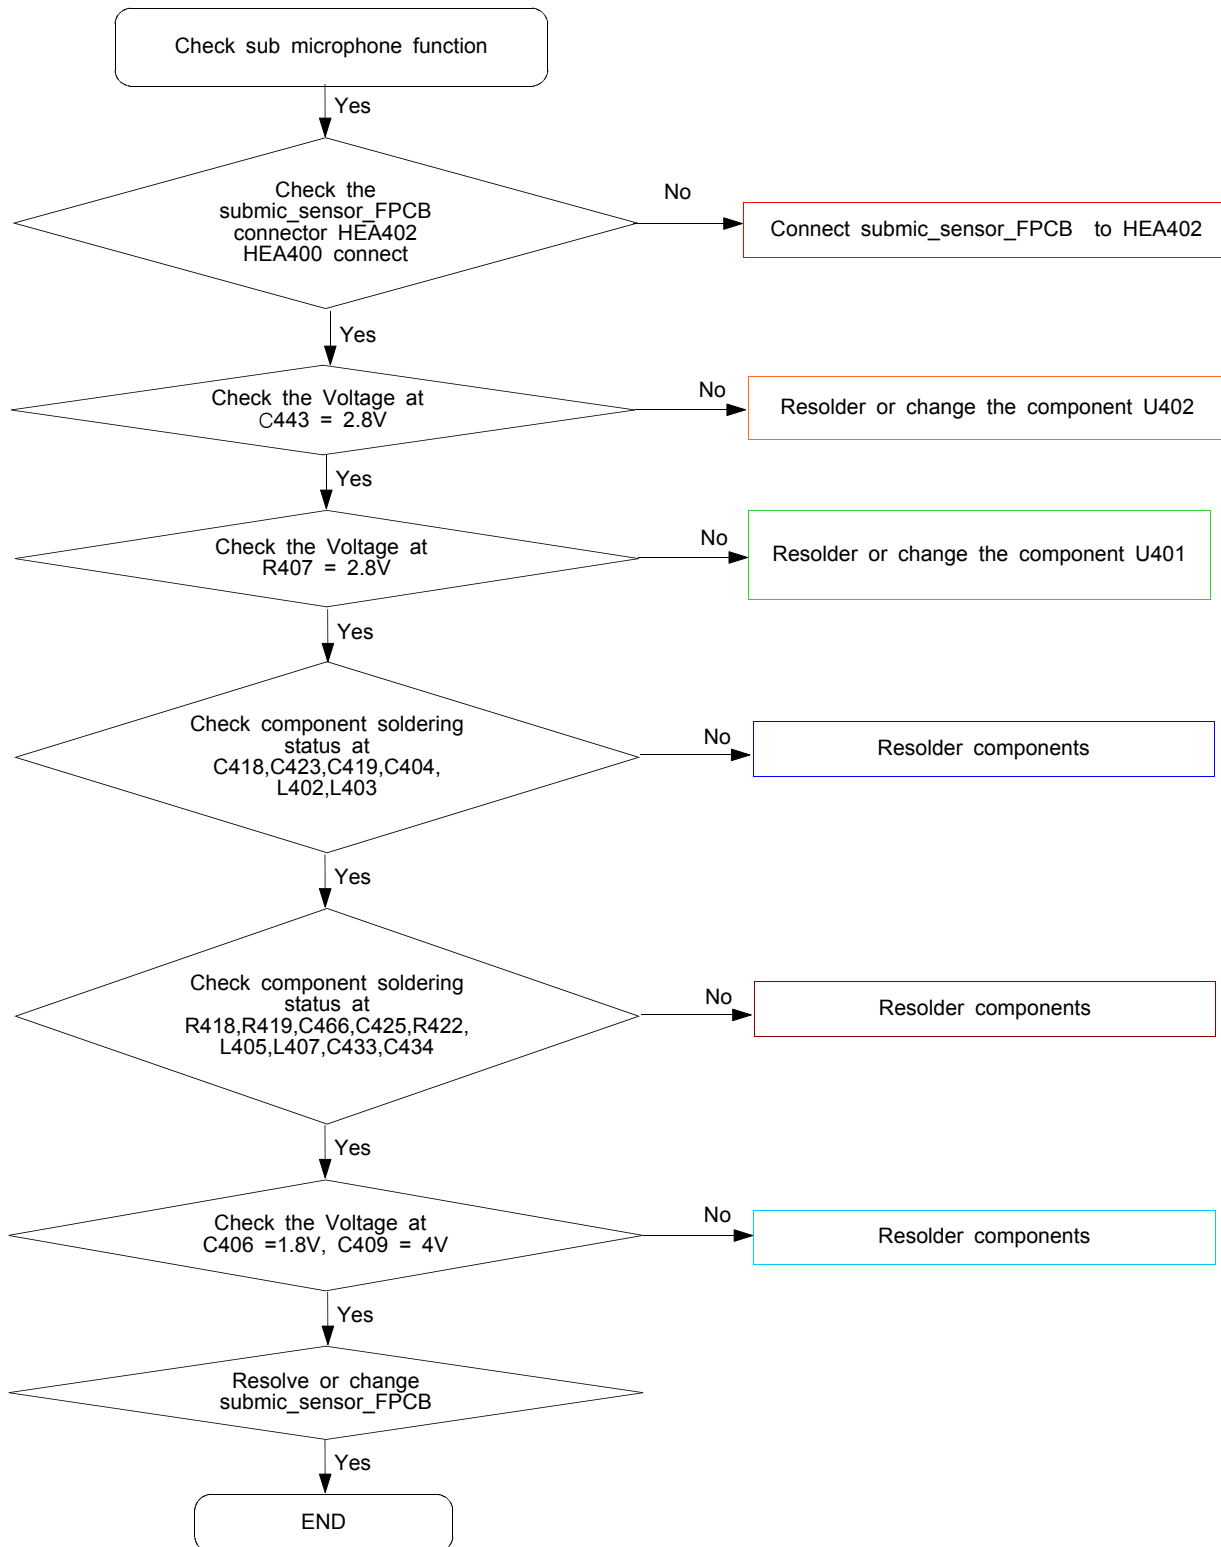 Check sub microphone function
Yes
Check the
submic_sensor_FPCB
connector HEA402
HEA400 connect
No
Connect submic_sensor_FPCB to HEA402
Yes
Check the Voltage at
C443 = 2.8V
No
Resolder or change the component U402
Yes
Check the Voltage at
R407 = 2.8V
No
Resolder or change the component U401
Yes
Check component soldering
status at
C418,C423,C419,C404,
L402,L403
No
Resolder components
Yes
Check component soldering
status at
R418,R419,C466,C425,R422,
L405,L407,C433,C434
No
Resolder components
Yes
Check the Voltage at
C406 =1.8V, C409 = 4V
No
Resolder components
Yes
Resolve or change
submic_sensor_FPCB
Yes
END